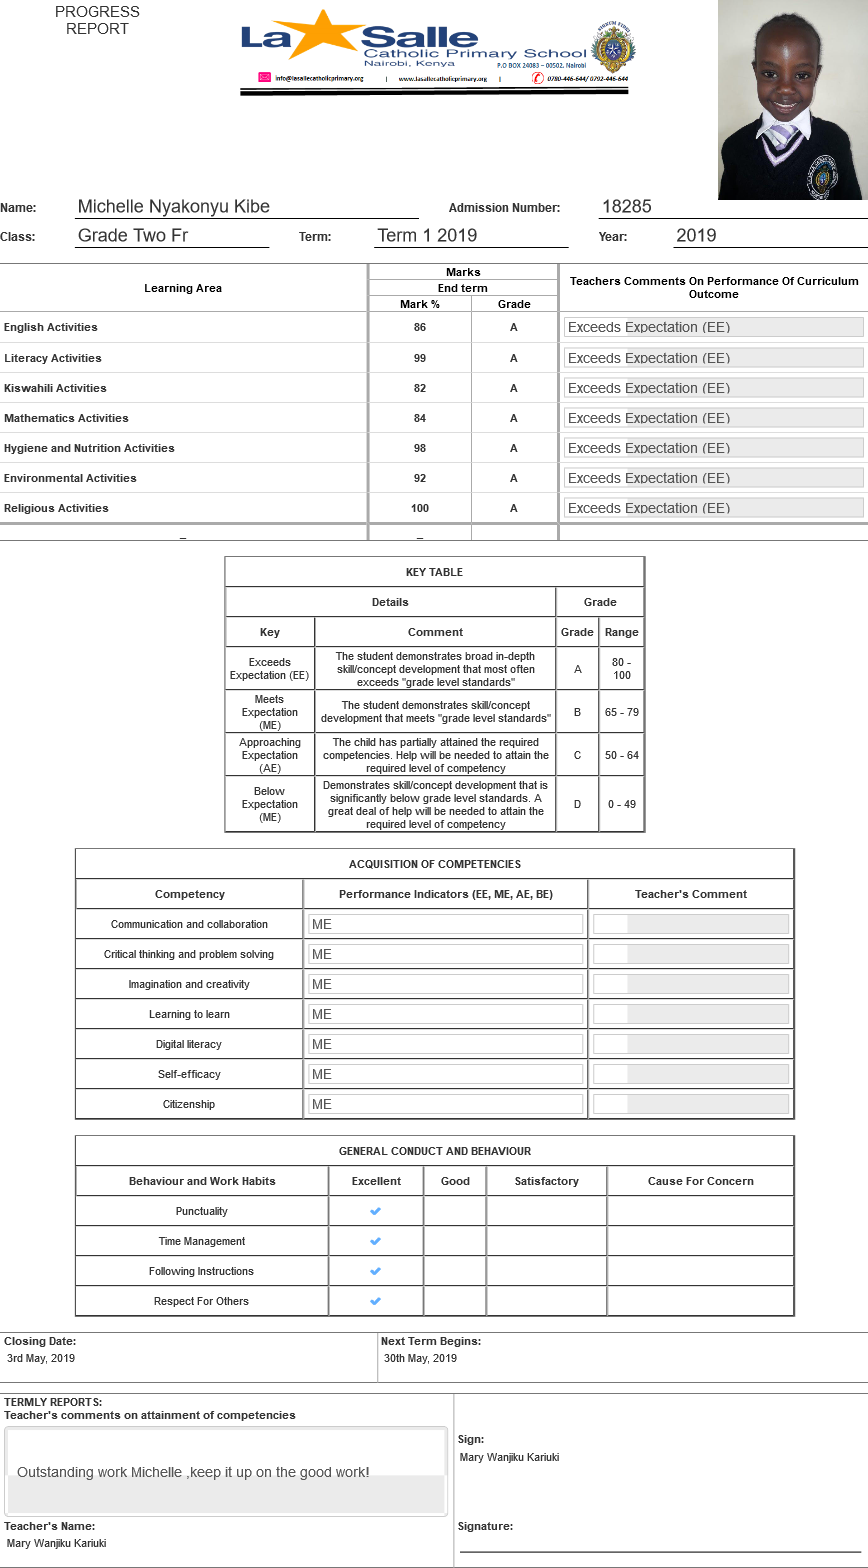 PROGRESS
REPORT
La Salle
Catholic Primary School
Nairobi, Kenya
P.O BOX 24083 – 00502, Nairobi
info@lasallecatholicprimary.org | www.lasallecatholicprimary.org | 0780-446-644/ 0792-446-644
Name: Michelle Nyakonyu Kibe Admission Number: 18285
Class: Grade Two Fr Term: Term 1 2019 Year: 2019
Learning Area Marks Teachers Comments On Performance Of Curriculum Outcome
End term
Mark % Grade
English Activities 86 A Exceeds Expectation (EE)
Literacy Activities 99 A Exceeds Expectation (EE)
Kiswahili Activities 82 A Exceeds Expectation (EE)
Mathematics Activities 84 A Exceeds Expectation (EE)
Hygiene and Nutrition Activities 98 A Exceeds Expectation (EE)
Environmental Activities 92 A Exceeds Expectation (EE)
Religious Activities 100 A Exceeds Expectation (EE)
_ _
KEY TABLE
Details Grade
Key Comment Grade Range
Exceeds Expectation (EE) The student demonstrates broad in-depth skill/concept development that most often exceeds "grade level standards" A 80 - 100
Meets Expectation (ME) The student demonstrates skill/concept development that meets "grade level standards" B 65 - 79
Approaching Expectation (AE) The child has partially attained the required competencies. Help will be needed to attain the required level of competency C 50 - 64
Below Expectation (ME) Demonstrates skill/concept development that is significantly below grade level standards. A great deal of help will be needed to attain the required level of competency D 0 - 49
ACQUISITION OF COMPETENCIES
Competency Performance Indicators (EE, ME, AE, BE) Teacher's Comment
Communication and collaboration ME
Critical thinking and problem solving ME
Imagination and creativity ME
Learning to learn ME
Digital literacy ME
Self-efficacy ME
Citizenship ME
GENERAL CONDUCT AND BEHAVIOUR
Behaviour and Work Habits Excellent Good Satisfactory Cause For Concern
Punctuality ✓
Time Management ✓
Following Instructions ✓
Respect For Others ✓
Closing Date: Next Term Begins:
3rd May, 2019 30th May, 2019
TERMLY REPORTS:
Teacher's comments on attainment of competencies
Outstanding work Michelle ,keep it up on the good work!
Sign:
Mary Wanjiku Kariuki
Teacher's Name: Signature:
Mary Wanjiku Kariuki